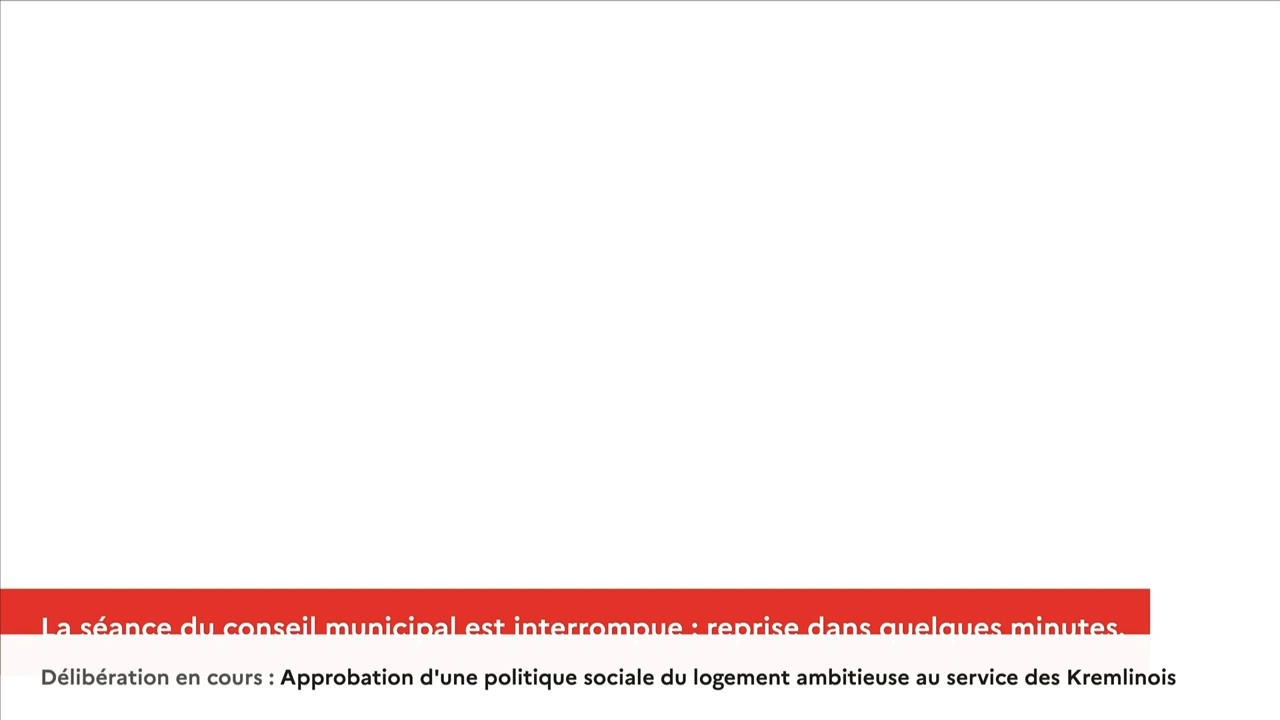 La séance du conseil municipal est interrompue : reprise dans quelques minutes.
Délibération en cours : Approbation d'une politique sociale du logement ambitieuse au service des Kremlinois